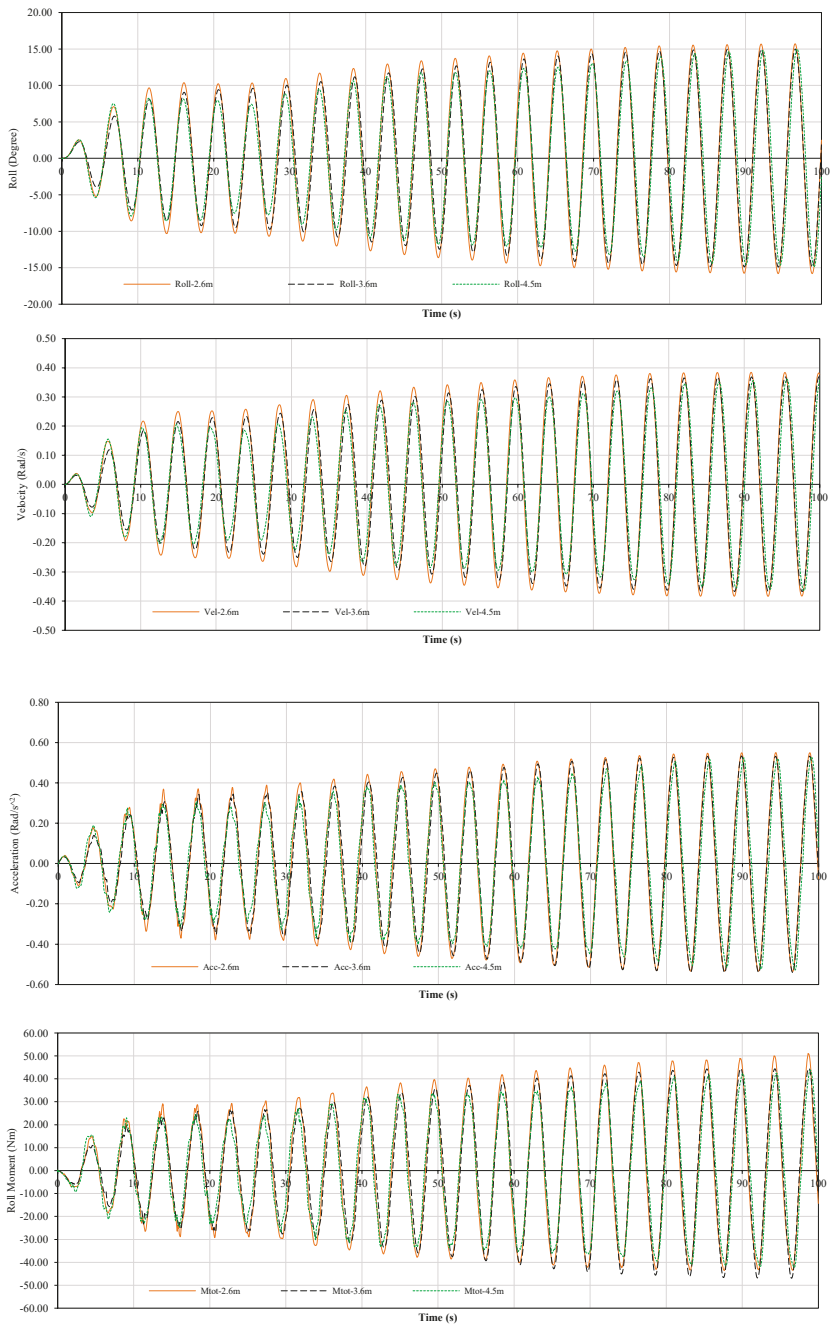 20.00
15.00
10.00
5.00
0.00
-5.00
-10.00
-15.00
-20.00
Roll (Degree)
0 10 20 30 40 50 60 70 80 90 100
Roll-2.6m Roll-3.6m Roll-4.5m
Time (s)
0.50
0.40
0.30
0.20
0.10
0.00
-0.10
-0.20
-0.30
-0.40
-0.50
Velocity (Rad/s)
0 10 20 30 40 50 60 70 80 90 100
Vel-2.6m Vel-3.6m Vel-4.5m
Time (s)
0.80
0.60
0.40
0.20
0.00
-0.20
-0.40
-0.60
Acceleration (Rad/s^2)
0 10 20 30 40 50 60 70 80 90 100
Acc-2.6m Acc-3.6m Acc-4.5m
Time (s)
60.00
50.00
40.00
30.00
20.00
10.00
0.00
-10.00
-20.00
-30.00
-40.00
-50.00
-60.00
Roll Moment (Nm)
0 10 20 30 40 50 60 70 80 90 100
Mtot-2.6m Mtot-3.6m Mtot-4.5m
Time (s)